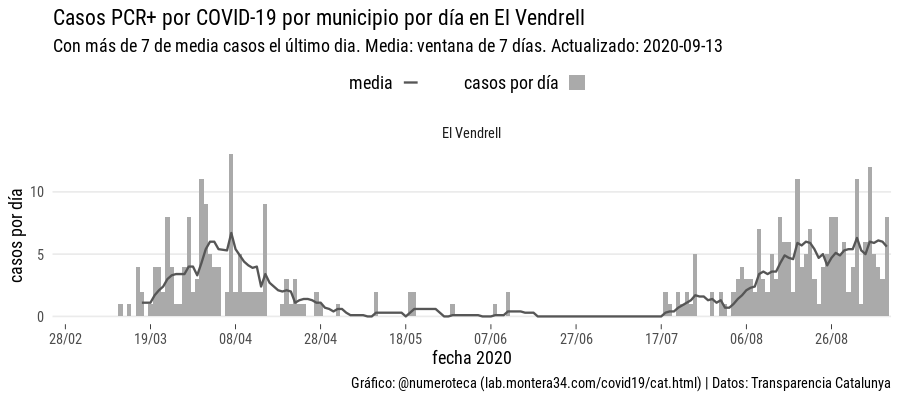 Casos PCR+ por COVID-19 por municipio por día en El Vendrell
Con más de 7 de media casos el último dia. Media: ventana de 7 días. Actualizado: 2020-09-13
media casos por día
El Vendrell
casos por día
10
5
0
28/02 19/03 08/04 28/04 18/05 07/06 27/06 17/07 06/08 26/08
fecha 2020
Gráfico: @numeroteca (lab.montera34.com/covid19/cat.html) | Datos: Transparencia Catalunya